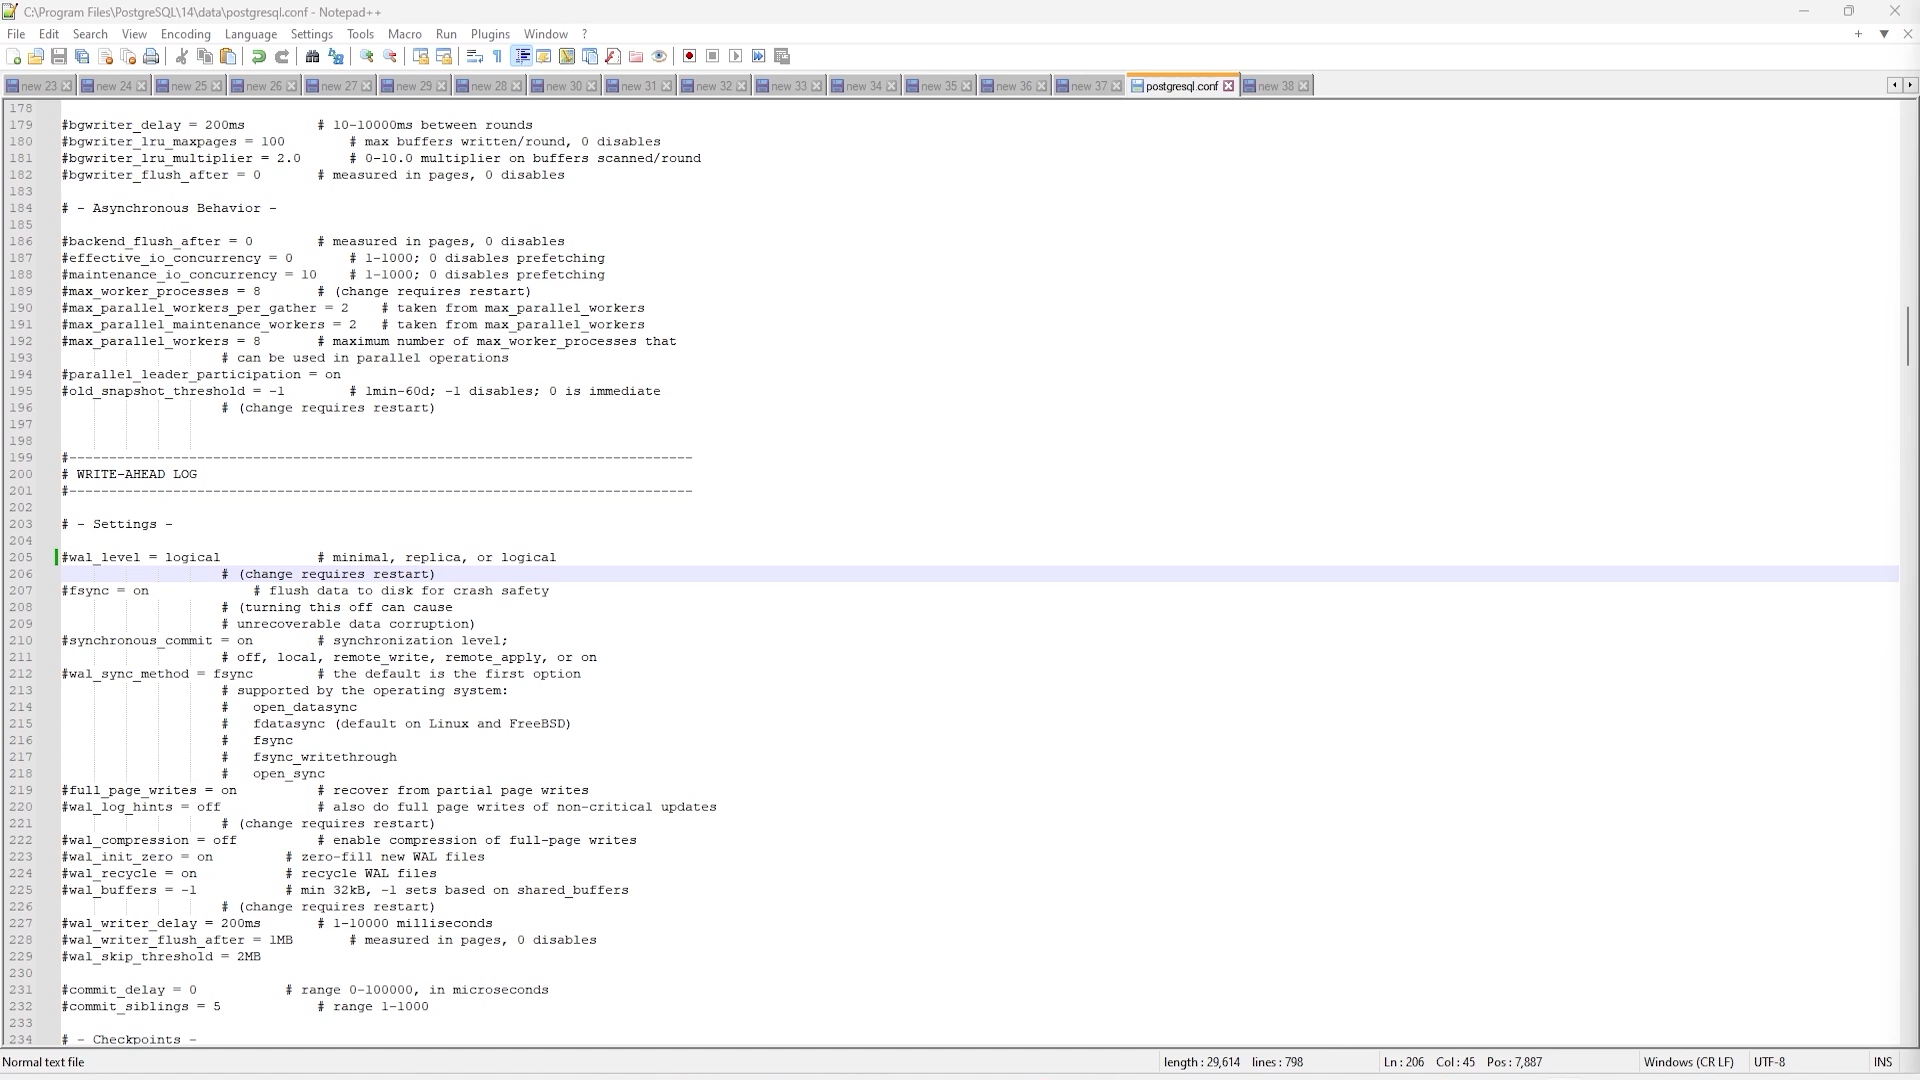 C:\Program Files\PostgreSQL\14\data\postgresql.conf - Notepad++
File Edit Search View Encoding Language Settings Tools Macro Run Plugins Window ?
new 23 new 24 new 25 new 26 new 27 new 29 new 28 new 30 new 31 new 32 new 33 new 34 new 35 new 36 new 37 postgresql.conf new 38
178
179 #bgwriter_delay = 200ms # 10-10000ms between rounds
180 #bgwriter_lru_maxpages = 100 # max buffers written/round, 0 disables
181 #bgwriter_lru_multiplier = 2.0 # 0-10.0 multiplier on buffers scanned/round
182 #bgwriter_flush_after = 0 # measured in pages, 0 disables
183
184 # - Asynchronous Behavior -
185
186 #backend_flush_after = 0 # measured in pages, 0 disables
187 #effective_io_concurrency = 0 # 1-1000; 0 disables prefetching
188 #maintenance_io_concurrency = 10 # 1-1000; 0 disables prefetching
189 #max_worker_processes = 8 # (change requires restart)
190 #max_parallel_workers_per_gather = 2 # taken from max_parallel_workers
191 #max_parallel_maintenance_workers = 2 # taken from max_parallel_workers
192 #max_parallel_workers = 8 # maximum number of max_worker_processes that
193 # can be used in parallel operations
194 #parallel_leader_participation = on
195 #old_snapshot_threshold = -1 # 1min-60d; -1 disables; 0 is immediate
196 # (change requires restart)
197
198
199 #------------------------------------------------------------------------------
200 # WRITE-AHEAD LOG
201 #------------------------------------------------------------------------------
202
203 # - Settings -
204
205 #wal_level = logical # minimal, replica, or logical
206 # (change requires restart)
207 #fsync = on # flush data to disk for crash safety
208 # (turning this off can cause
209 # unrecoverable data corruption)
210 #synchronous_commit = on # synchronization level;
211 # off, local, remote_write, remote_apply, or on
212 #wal_sync_method = fsync # the default is the first option
213 # supported by the operating system:
214 # open_datasync
215 # fdatasync (default on Linux and FreeBSD)
216 # fsync
217 # fsync_writethrough
218 # open_sync
219 #full_page_writes = on # recover from partial page writes
220 #wal_log_hints = off # also do full page writes of non-critical updates
221 # (change requires restart)
222 #wal_compression = off # enable compression of full-page writes
223 #wal_init_zero = on # zero-fill new WAL files
224 #wal_recycle = on # recycle WAL files
225 #wal_buffers = -1 # min 32kB, -1 sets based on shared_buffers
226 # (change requires restart)
227 #wal_writer_delay = 200ms # 1-10000 milliseconds
228 #wal_writer_flush_after = 1MB # measured in pages, 0 disables
229 #wal_skip_threshold = 2MB
230
231 #commit_delay = 0 # range 0-100000, in microseconds
232 #commit_siblings = 5 # range 1-1000
233
234 # - Checkpoints -
Normal text file length : 29,614 lines : 798 Ln : 206 Col : 45 Pos : 7,887 Windows (CR LF) UTF-8 INS